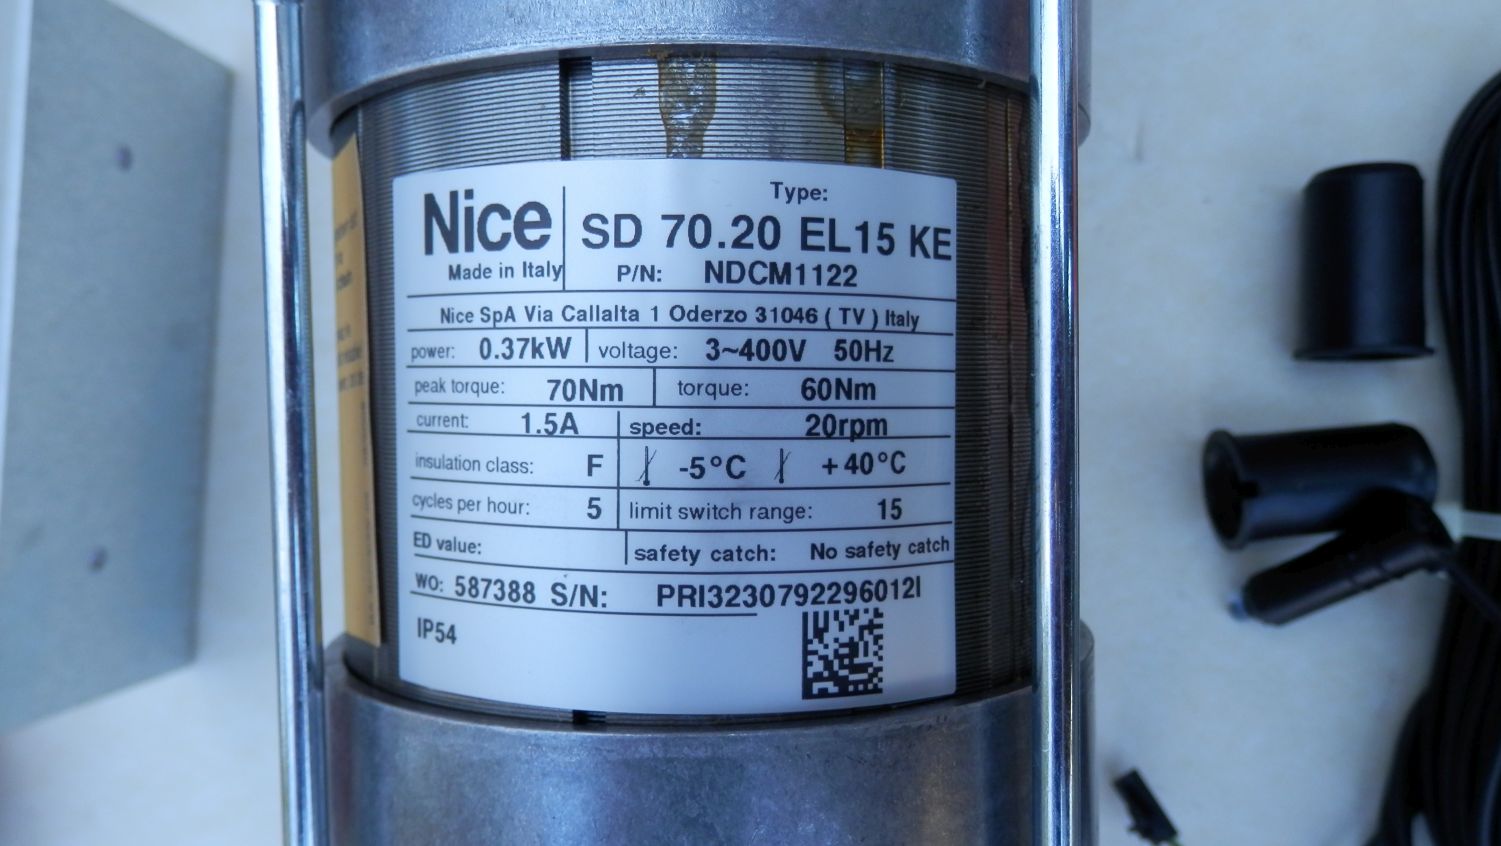 Nice
Made in Italy
Type:
SD 70.20 EL15 KE
P/N: NDCM1122
Nice SpA Via Callalta 1 Oderzo 31046 ( TV ) Italy
power: 0.37kW voltage: 3~400V 50Hz
peak torque: 70Nm torque: 60Nm
current: 1.5A speed: 20rpm
insulation class: F -5°C +40°C
cycles per hour: 5 limit switch range: 15
ED value: safety catch: No safety catch
WO: 587388 S/N: PRI3230792296012I
IP54